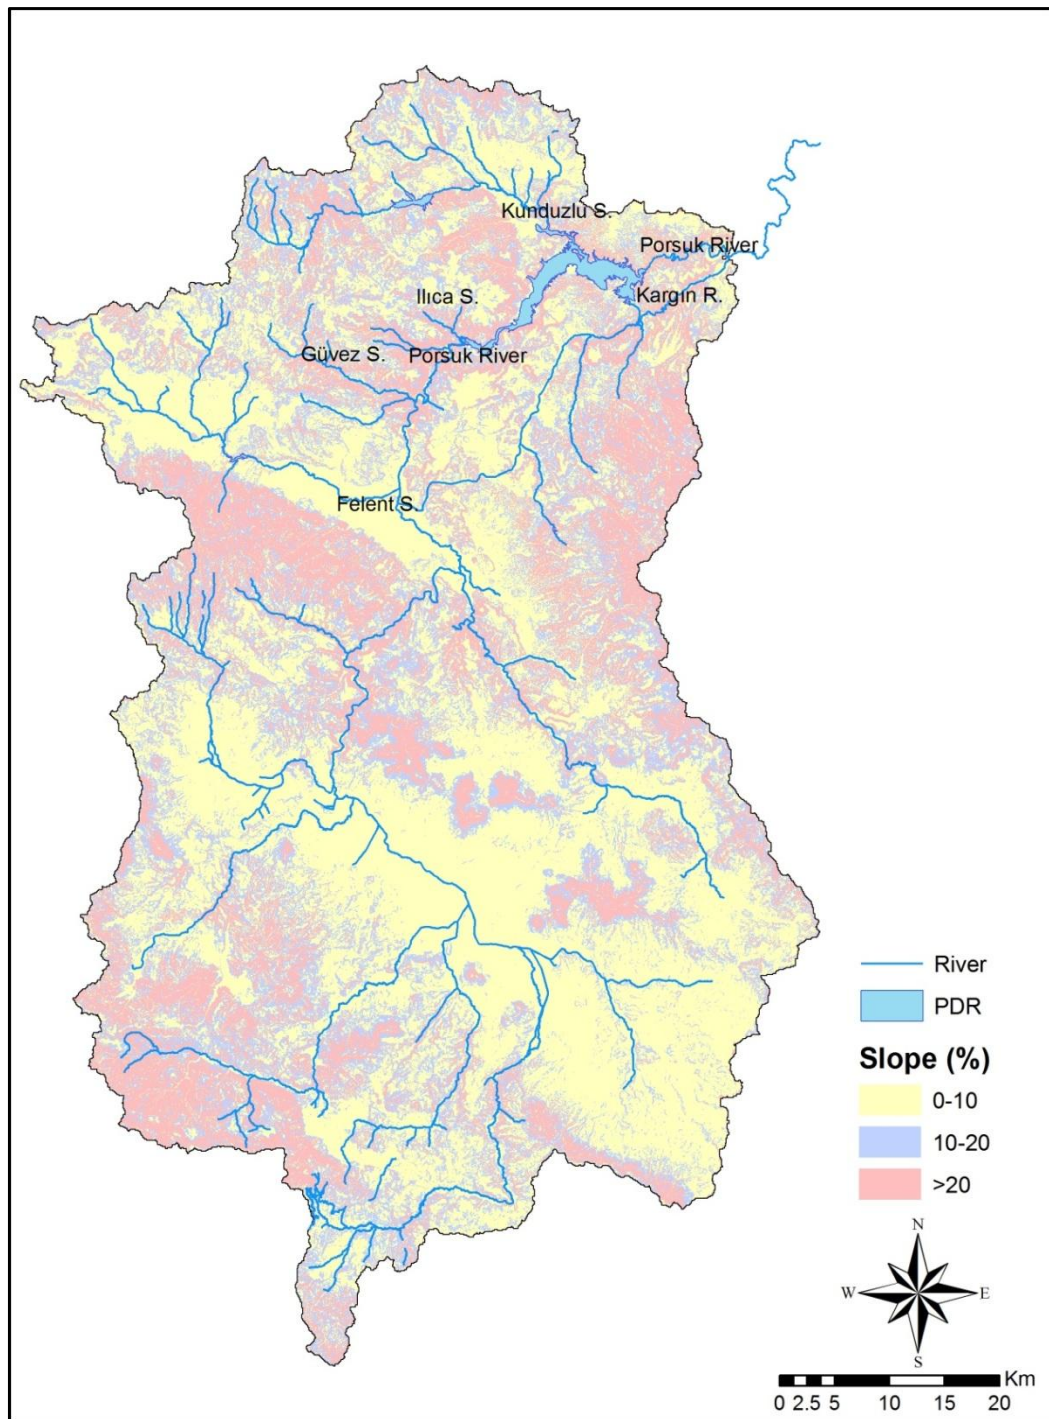 Kunduzlu S.
Porsuk River
Kargın R.
Ilıca S.
Güvez S.
Porsuk River
Felent S.
River
PDR
Slope (%)
0-10
10-20
>20
N
W
E
S
Km
0 2.5 5 10 15 20